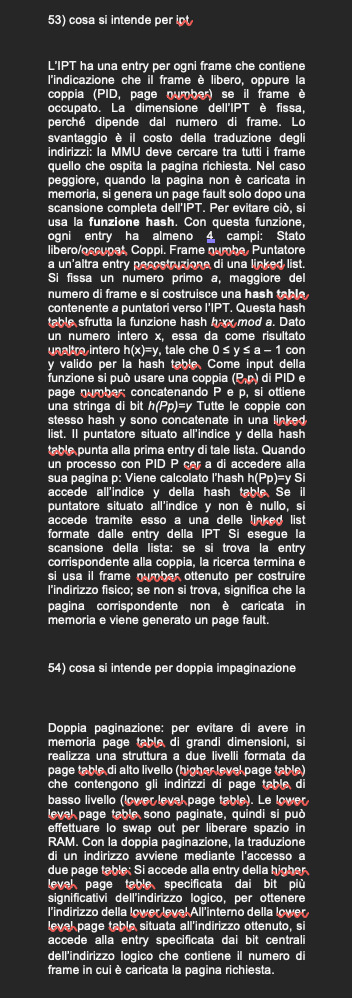 53) cosa si intende per ipt
L'IPT ha una entry per ogni frame che contiene
l'indicazione che il frame è libero, oppure la
coppia (PID, page number) se il frame è
occupato. La dimensione dell'IPT è fissa,
perché dipende dal numero di frame. Lo
svantaggio è il costo della traduzione degli
indirizzi: la MMU deve cercare tra tutti i frame
quello che ospita la pagina richiesta. Nel caso
peggiore, quando la pagina non è caricata in
memoria, si genera un page fault solo dopo una
scansione completa dell'IPT. Per evitare ciò, si
usa la funzione hash. Con questa funzione,
ogni entry ha almeno 4 campi: Stato
libero/occupat. Coppi. Frame numbe. Puntatore
a un'altra entry pecostruzione di una linked list.
Si fissa un numero primo a, maggiore del
numero di frame e si costruisce una hash table
contenente a puntatori verso l'IPT. Questa hash
table sfrutta la funzione hash h:xx mod a. Dato
un numero intero x, essa da come risultato
unaltro intero h(x)=y, tale che 0 ≤ y ≤ a – 1 con
y valido per la hash table. Come input della
funzione si può usare una coppia (P,p) di PID e
page number: concatenando P e p, si ottiene
una stringa di bit h(Pp)=y Tutte le coppie con
stesso hash y sono concatenate in una linked
list. Il puntatore situato all'indice y della hash
table punta alla prima entry di tale lista. Quando
un processo con PID P cer a di accedere alla
sua pagina p: Viene calcolato l'hash h(Pp)=y Si
accede all'indice y della hash table. Se il
puntatore situato all'indice y non è nullo, si
accede tramite esso a una delle linked list
formate dalle entry della IPT Si esegue la
scansione della lista: se si trova la entry
corrispondente alla coppia, la ricerca termina e
si usa il frame number ottenuto per costruire
l'indirizzo fisico; se non si trova, significa che la
pagina corrispondente non è caricata in
memoria e viene generato un page fault.
54) cosa si intende per doppia impaginazione
Doppia paginazione: per evitare di avere in
memoria page table di grandi dimensioni, si
realizza una struttura a due livelli formata da
page table di alto livello (higher level page table)
che contengono gli indirizzi di page table di
basso livello (lower level page table). Le lower
level page table sono paginate, quindi si può
effettuare lo swap out per liberare spazio in
RAM. Con la doppia paginazione, la traduzione
di un indirizzo avviene mediante l'accesso a
due page table: Si accede alla entry della higher
level page table specificata dai bit più
significativi dell'indirizzo logico, per ottenere
l'indirizzo della lower level All'interno della lower
level page table situata all'indirizzo ottenuto, si
accede alla entry specificata dai bit centrali
dell'indirizzo logico che contiene il numero di
frame in cui è caricata la pagina richiesta.